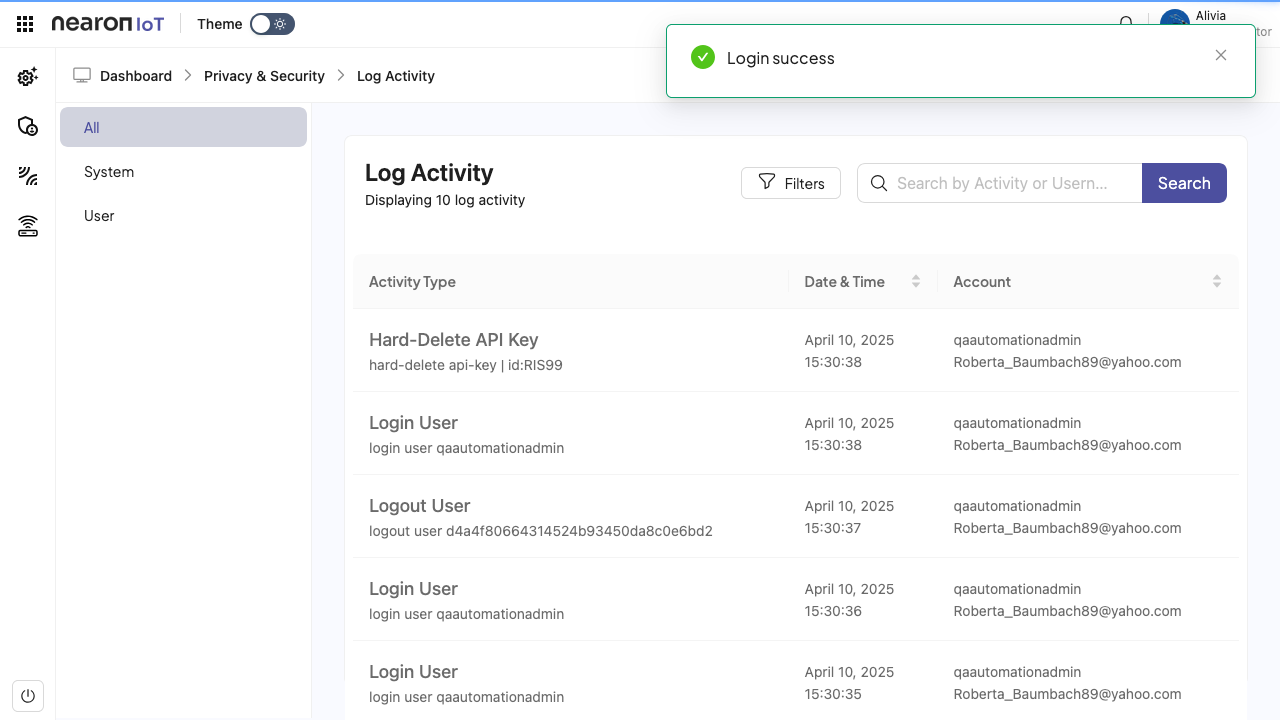 nearon IoT
Theme
Alivia
tor
Login success
Dashboard
Privacy & Security
Log Activity
All
System
User
Log Activity
Displaying 10 log activity
Filters
Search by Activity or Usern...
Search
Activity Type
Date & Time
Account
Hard-Delete API Key
hard-delete api-key | id:RIS99
April 10, 2025
15:30:38
qaautomationadmin
Roberta_Baumbach89@yahoo.com
Login User
login user qaautomationadmin
April 10, 2025
15:30:38
qaautomationadmin
Roberta_Baumbach89@yahoo.com
Logout User
logout user d4a4f80664314524b93450da8c0e6bd2
April 10, 2025
15:30:37
qaautomationadmin
Roberta_Baumbach89@yahoo.com
Login User
login user qaautomationadmin
April 10, 2025
15:30:36
qaautomationadmin
Roberta_Baumbach89@yahoo.com
Login User
login user qaautomationadmin
April 10, 2025
15:30:35
qaautomationadmin
Roberta_Baumbach89@yahoo.com